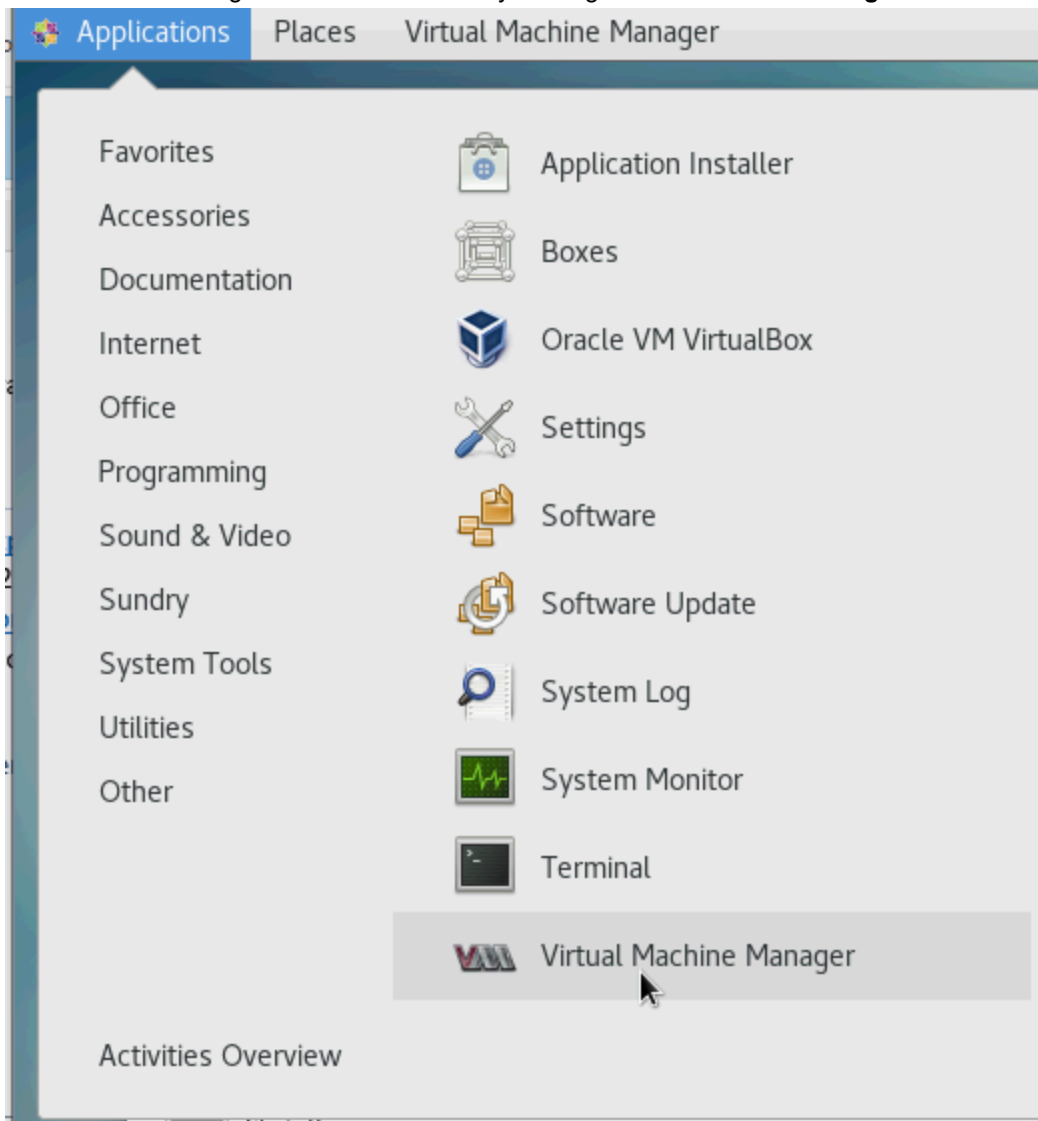 Applications Places Virtual Machine Manager
Favorites
Accessories
Documentation
Internet
Office
Programming
Sound & Video
Sundry
System Tools
Utilities
Other
Activities Overview
Application Installer
Boxes
Oracle VM VirtualBox
Settings
Software
Software Update
System Log
System Monitor
Terminal
Virtual Machine Manager